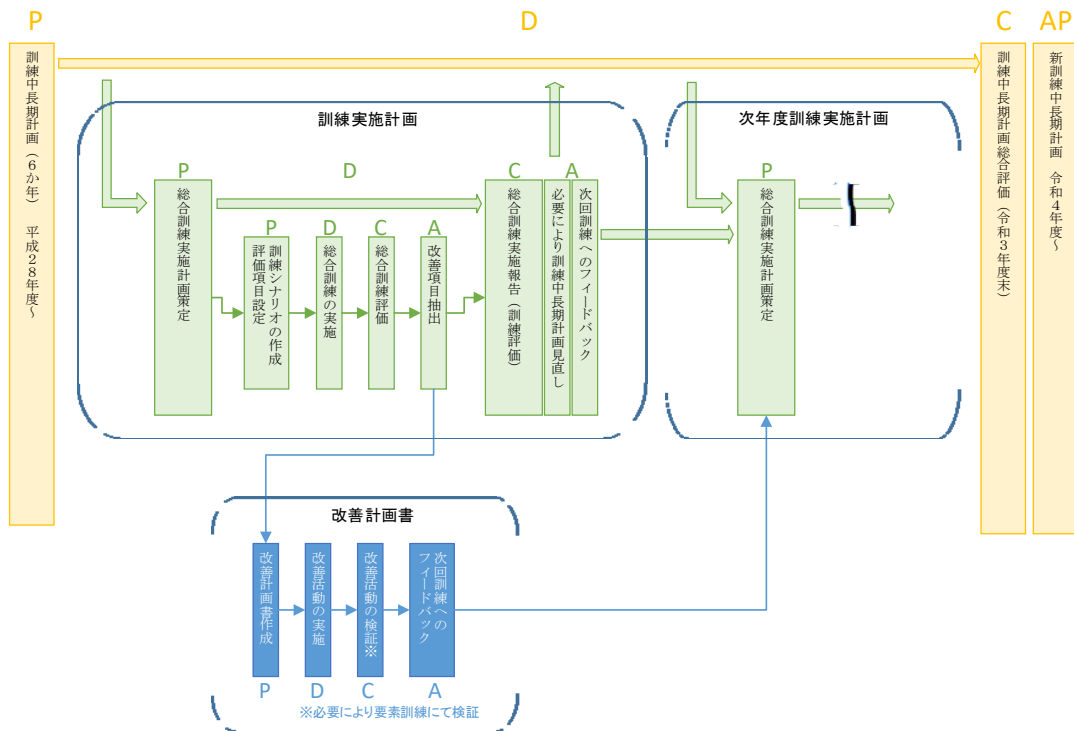 P
D
C
AP
訓練中長期計画(6か年) 平成28年度~
訓練実施計画
P
D
C
A
総合訓練実施計画策定
P
D
C
A
訓練シナリオの作成
評価項目設定
総合訓練の実施
総合訓練評価
改善項目抽出
総合訓練実施報告(訓練評価)
必要により訓練中長期計画見直し
次回訓練へのフィードバック
次年度訓練実施計画
P
総合訓練実施計画策定
訓練中長期計画総合評価(令和3年度末)
新訓練中長期計画 令和4年度~
改善計画書
改善計画書作成
改善活動の実施
改善活動の検証※
次回訓練への
フィードバック
P
D
C
A
※必要により要素訓練にて検証